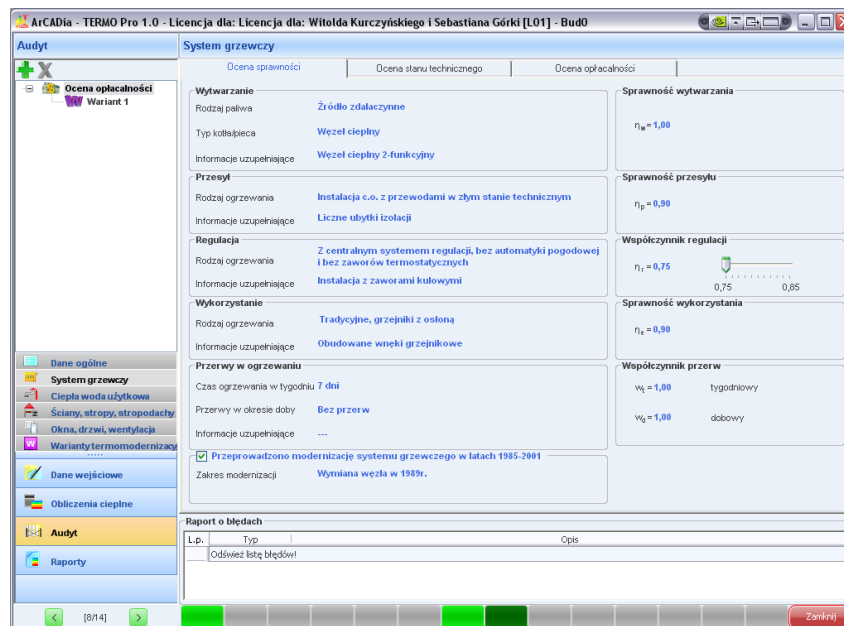 ArCADia - TERMO Pro 1.0 - Licencja dla: Licencja dla: Witolda Kurczyńskiego i Sebastiana Górki [L01] - Bud0
Audyt
System grzewczy
Ocena sprawności
Ocena stanu technicznego
Ocena opłacalności
Ocena opłacalności
Wariant 1
Wytwarzanie
Rodzaj paliwa
Źródło zdalaczynne
Typ kotła/pieca
Węzeł cieplny
Informacje uzupełniające
Węzeł cieplny 2-funkcyjny
Sprawność wytwarzania
ηw = 1,00
Przesył
Rodzaj ogrzewania
Instalacja c.o. z przewodami w złym stanie technicznym
Informacje uzupełniające
Liczne ubytki izolacji
Sprawność przesyłu
ηp = 0,90
Regulacja
Rodzaj ogrzewania
Z centralnym systemem regulacji, bez automatyki pogodowej
i bez zaworów termostatycznych
Informacje uzupełniające
Instalacja z zaworami kulowymi
Współczynnik regulacji
ηr = 0,75
0,75
0,85
Wykorzystanie
Rodzaj ogrzewania
Tradycyjne, grzejniki z osłoną
Informacje uzupełniające
Obudowane wnęki grzejnikowe
Sprawność wykorzystania
ηe = 0,90
Przerwy w ogrzewaniu
Czas ogrzewania w tygodniu
7 dni
Przerwy w okresie doby
Bez przerw
Informacje uzupełniające
---
Współczynnik przerw
wt = 1,00
tygodniowy
wd = 1,00
dobowy
Przeprowadzono modernizację systemu grzewczego w latach 1985-2001
Zakres modernizacji
Wymiana węzła w 1989r.
Dane ogólne
System grzewczy
Ciepła woda użytkowa
Ściany, stropy, stropodachy
Okna, drzwi, wentylacja
Warianty termomodernizacy
Dane wejściowe
Obliczenia cieplne
Audyt
Raporty
Raport o błędach
L.p.
Typ
Opis
Odśwież listę błędów!
[8/14]
Zamknij